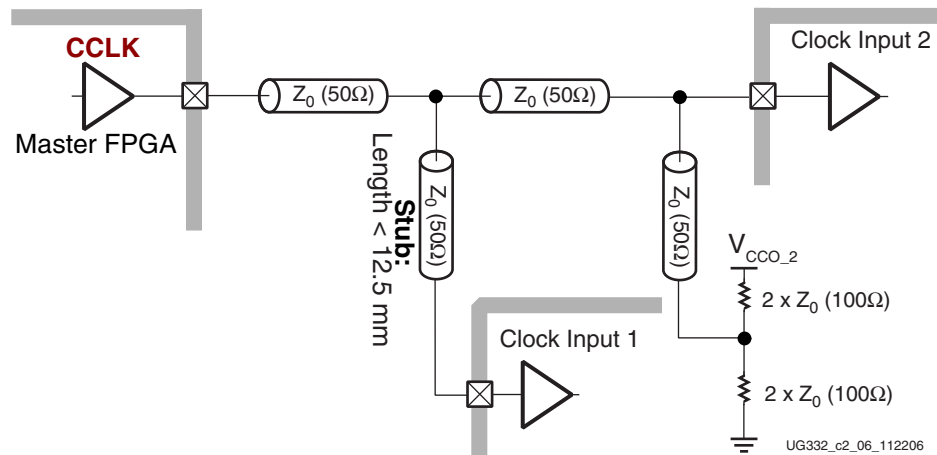 CCLK
Master FPGA
Z0 (50Ω)
Z0 (50Ω)
Clock Input 2
Stub:
Length < 12.5 mm
Z0 (50Ω)
Z0 (50Ω)
VCCO_2
2 x Z0 (100Ω)
Clock Input 1
2 x Z0 (100Ω)
UG332_c2_06_112206